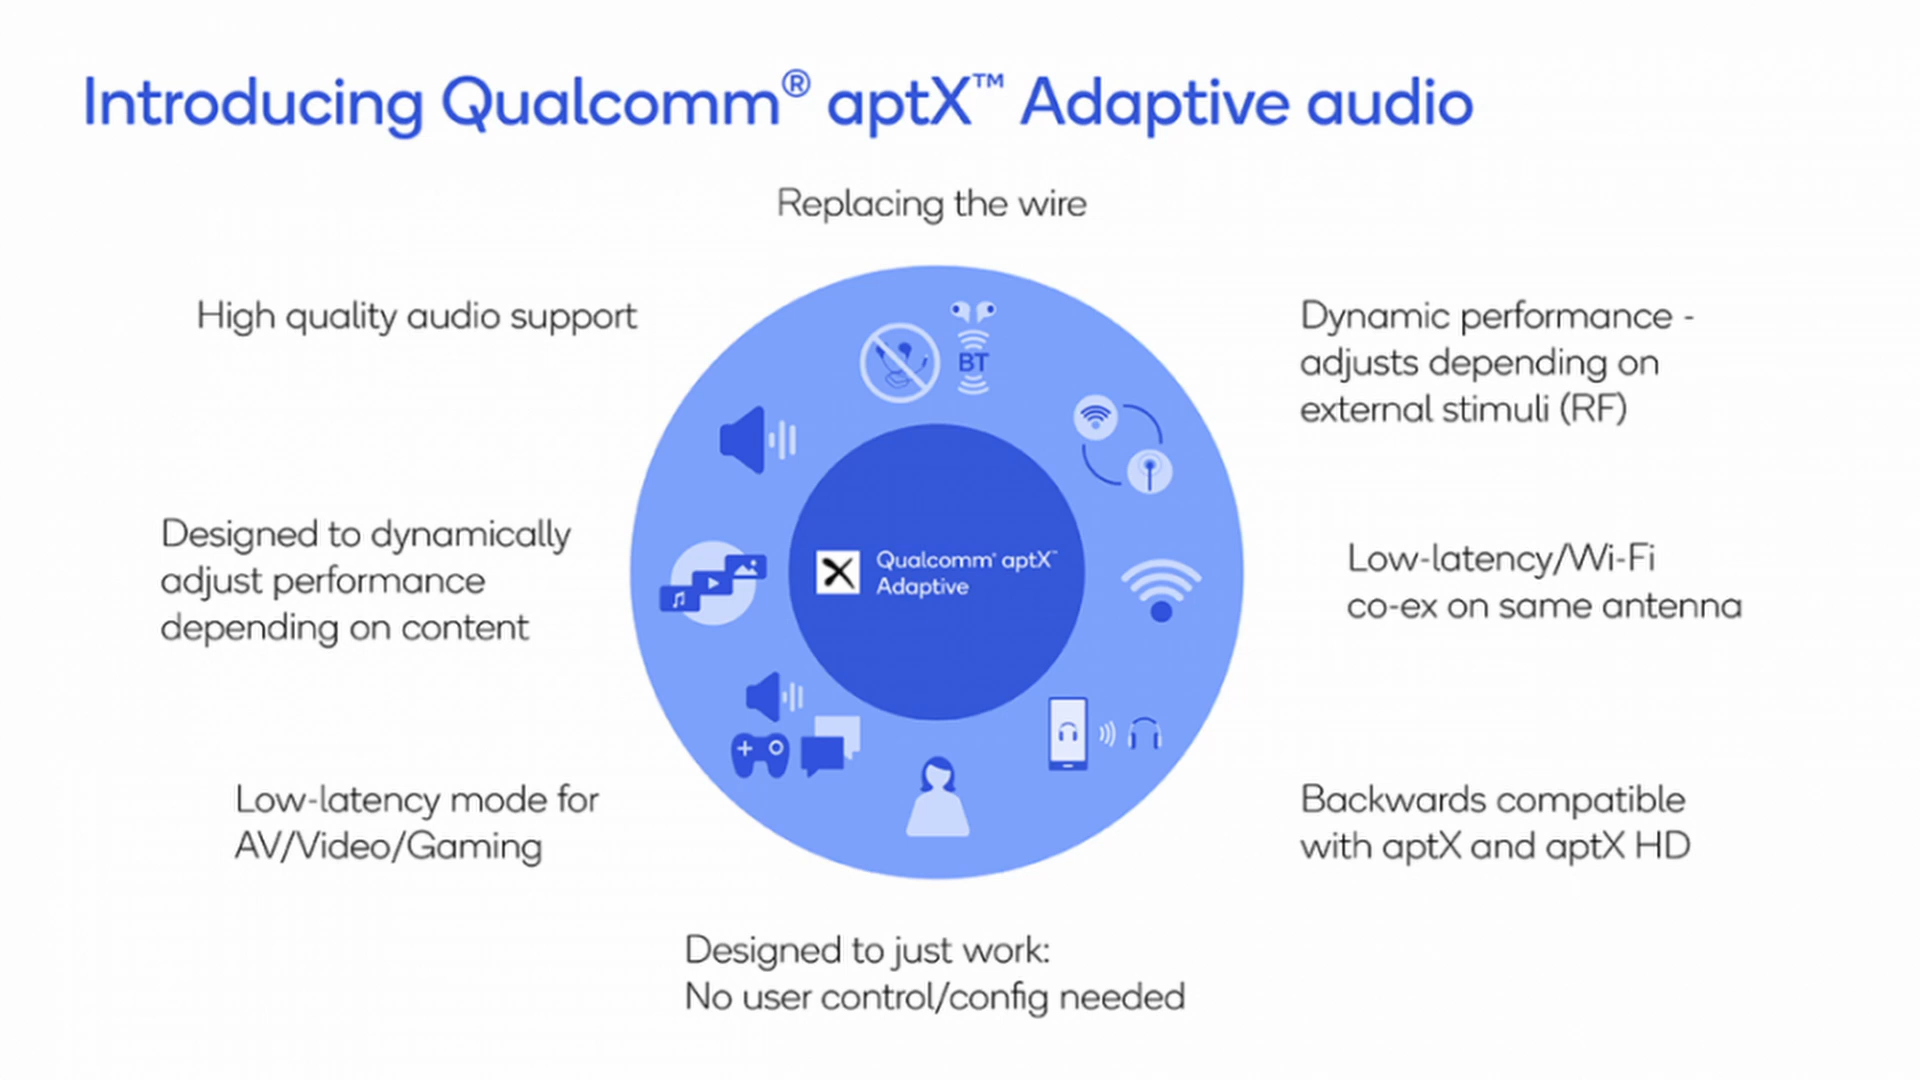 Introducing Qualcomm® aptX™ Adaptive audio
Replacing the wire
High quality audio support
Dynamic performance -
adjusts depending on
external stimuli (RF)
BT
Designed to dynamically
adjust performance
depending on content
Qualcomm® aptX™
Adaptive
Low-latency/Wi-Fi
co-ex on same antenna
Low-latency mode for
AV/Video/Gaming
Backwards compatible
with aptX and aptX HD
Designed to just work:
No user control/config needed